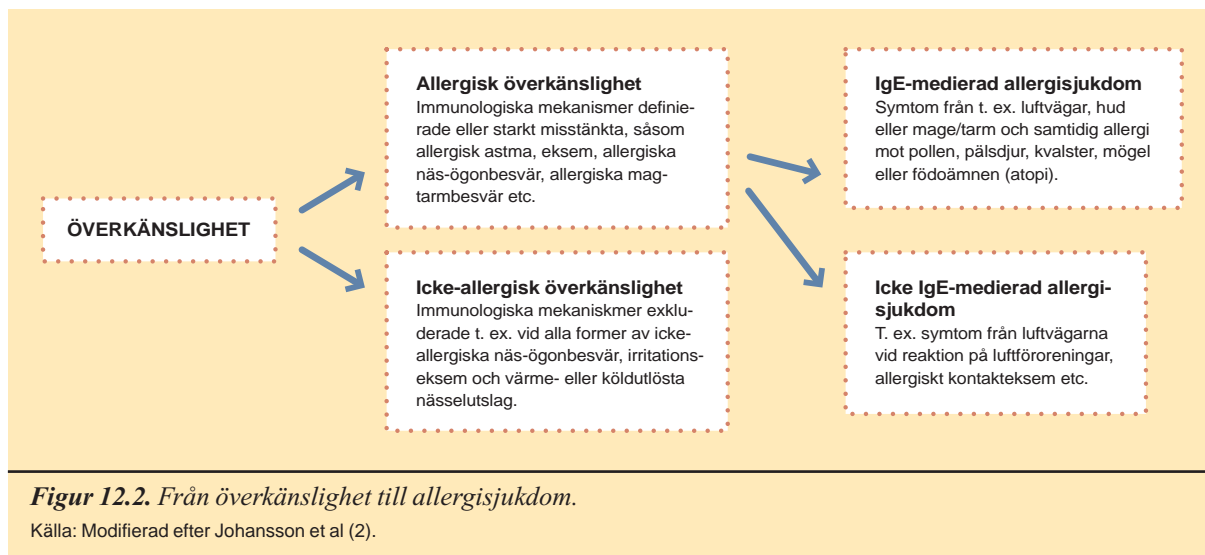 ÖVERKÄNSLIGHET
Allergisk överkänslighet
Immunologiska mekanismer definie-
rade eller starkt misstänkta, såsom
allergisk astma, eksem, allergiska
näs-ögonbesvär, allergiska mag-
tarmbesvär etc.
Icke-allergisk överkänslighet
Immunologiska mekaniskmer exklu-
derade t. ex. vid alla former av icke-
allergiska näs-ögonbesvär, irritations-
eksem och värme- eller köldutlösta
nässelutslag.
IgE-medierad allergisjukdom
Symtom från t. ex. luftvägar, hud
eller mage/tarm och samtidig allergi
mot pollen, pälsdjur, kvalster, mögel
eller födoämnen (atopi).
Icke IgE-medierad allergi-
sjukdom
T. ex. symtom från luftvägarna
vid reaktion på luftföroreningar,
allergiskt kontakteksem etc.
Figur 12.2. Från överkänslighet till allergisjukdom.
Källa: Modifierad efter Johansson et al (2).